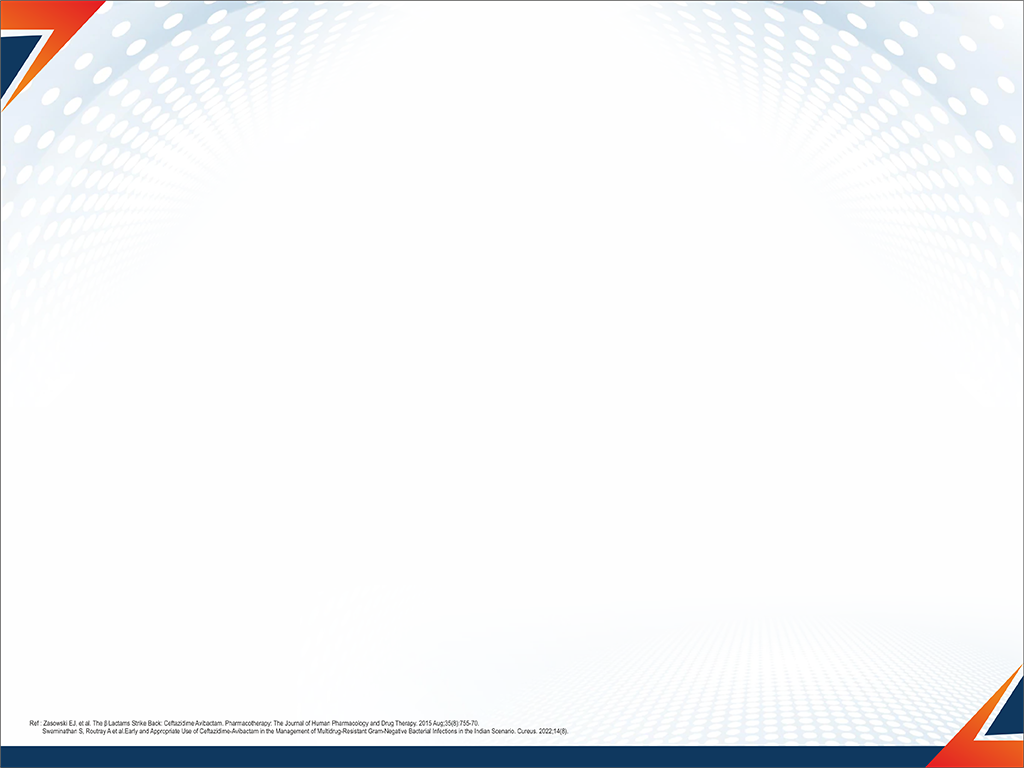 Ref : Zasowski EJ, et al. The β Lactams Strike Back: Ceftazidime Avibactam. Pharmacotherapy: The Journal of Human Pharmacology and Drug Therapy. 2015 Aug;35(8):755-70.
Swaminathan S, Routray A et al.Early and Appropriate Use of Ceftazidime-Avibactam in the Management of Multidrug-Resistant Gram-Negative Bacterial Infections in the Indian Scenario. Cureus. 2022;14(8).